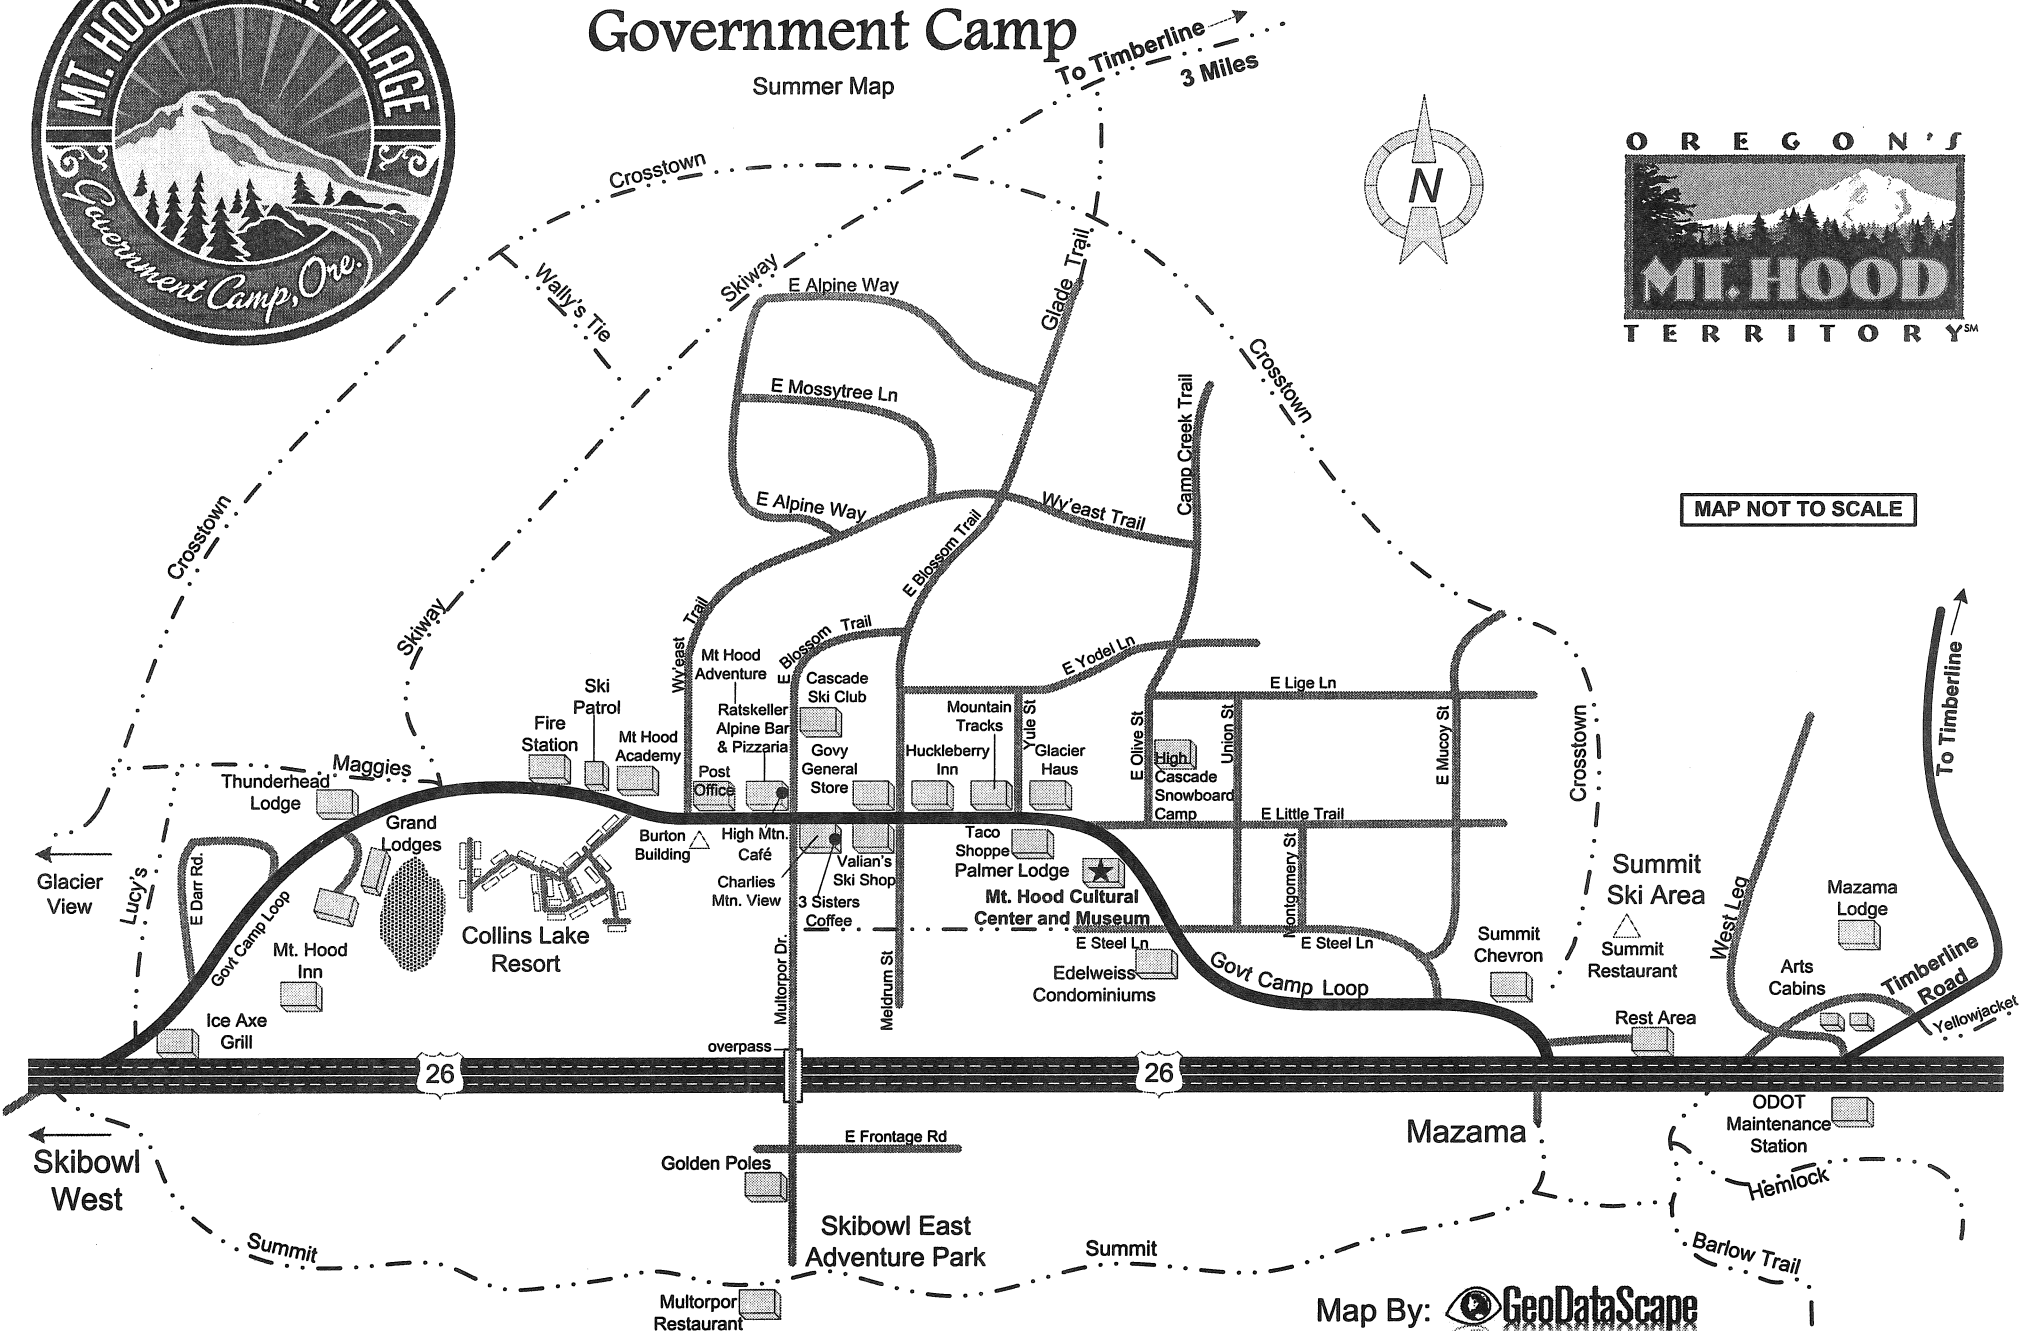 MT. HOOD'S VILLAGE
Government Camp, Ore.
Government Camp
Summer Map
To Timberline
3 Miles
N
OREGON'S
MT. HOOD
TERRITORY SM
MAP NOT TO SCALE
Crosstown
Wally's Tie
Skiway
E Alpine Way
Glade Trail
Crosstown
E Mossytree Ln
Camp Creek Trail
E Alpine Way
Wy'east Trail
Crosstown
E Blossom Trail
Skiway
Wy'east Trail
E Blossom Trail
E Yodel Ln
To Timberline
Mt Hood
Adventure
Cascade
Ski Club
E Lige Ln
Ski
Patrol
Fire
Station
Mt Hood
Academy
Ratskeller
Alpine Bar
& Pizzaria
Mountain
Tracks
Yule St
E Olive St
Union St
E Mucoy St
Crosstown
Maggies
Post
Office
Govy
General
Store
Huckleberry
Inn
Glacier
Haus
High
Cascade
Snowboard
Camp
Thunderhead
Lodge
Grand
Lodges
Burton
Building
High Mtn.
Café
Taco
Shoppe
E Little Trail
Glacier
View
Lucy's
E Darr Rd.
Govt Camp Loop
Charlies
Mtn. View
Valian's
Ski Shop
3 Sisters
Coffee
Palmer Lodge
Mt. Hood Cultural
Center and Museum
Montgomery St
Summit
Ski Area
Summit
Restaurant
West Leg
Mazama
Lodge
Collins Lake
Resort
Mt. Hood
Inn
Multorpor Dr.
Meldrum St
E Steel Ln
E Steel Ln
Edelweiss
Condominiums
Govt Camp Loop
Summit
Chevron
Arts
Cabins
Timberline
Road
Yellowjacket
Ice Axe
Grill
Rest Area
overpass
26
26
Skibowl
West
E Frontage Rd
Golden Poles
Mazama
ODOT
Maintenance
Station
Hemlock
Skibowl East
Adventure Park
Summit
Summit
Barlow Trail
Multorpor
Restaurant
Map By: GeoDataScape